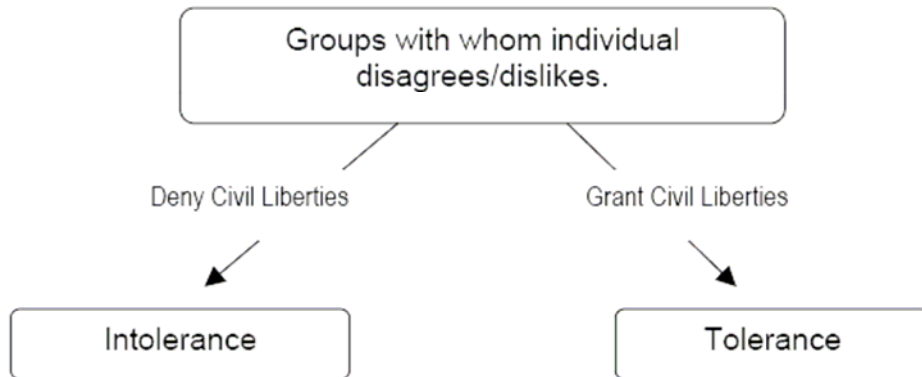 Groups with whom individual
disagrees/dislikes.
Deny Civil Liberties
Grant Civil Liberties
Intolerance
Tolerance